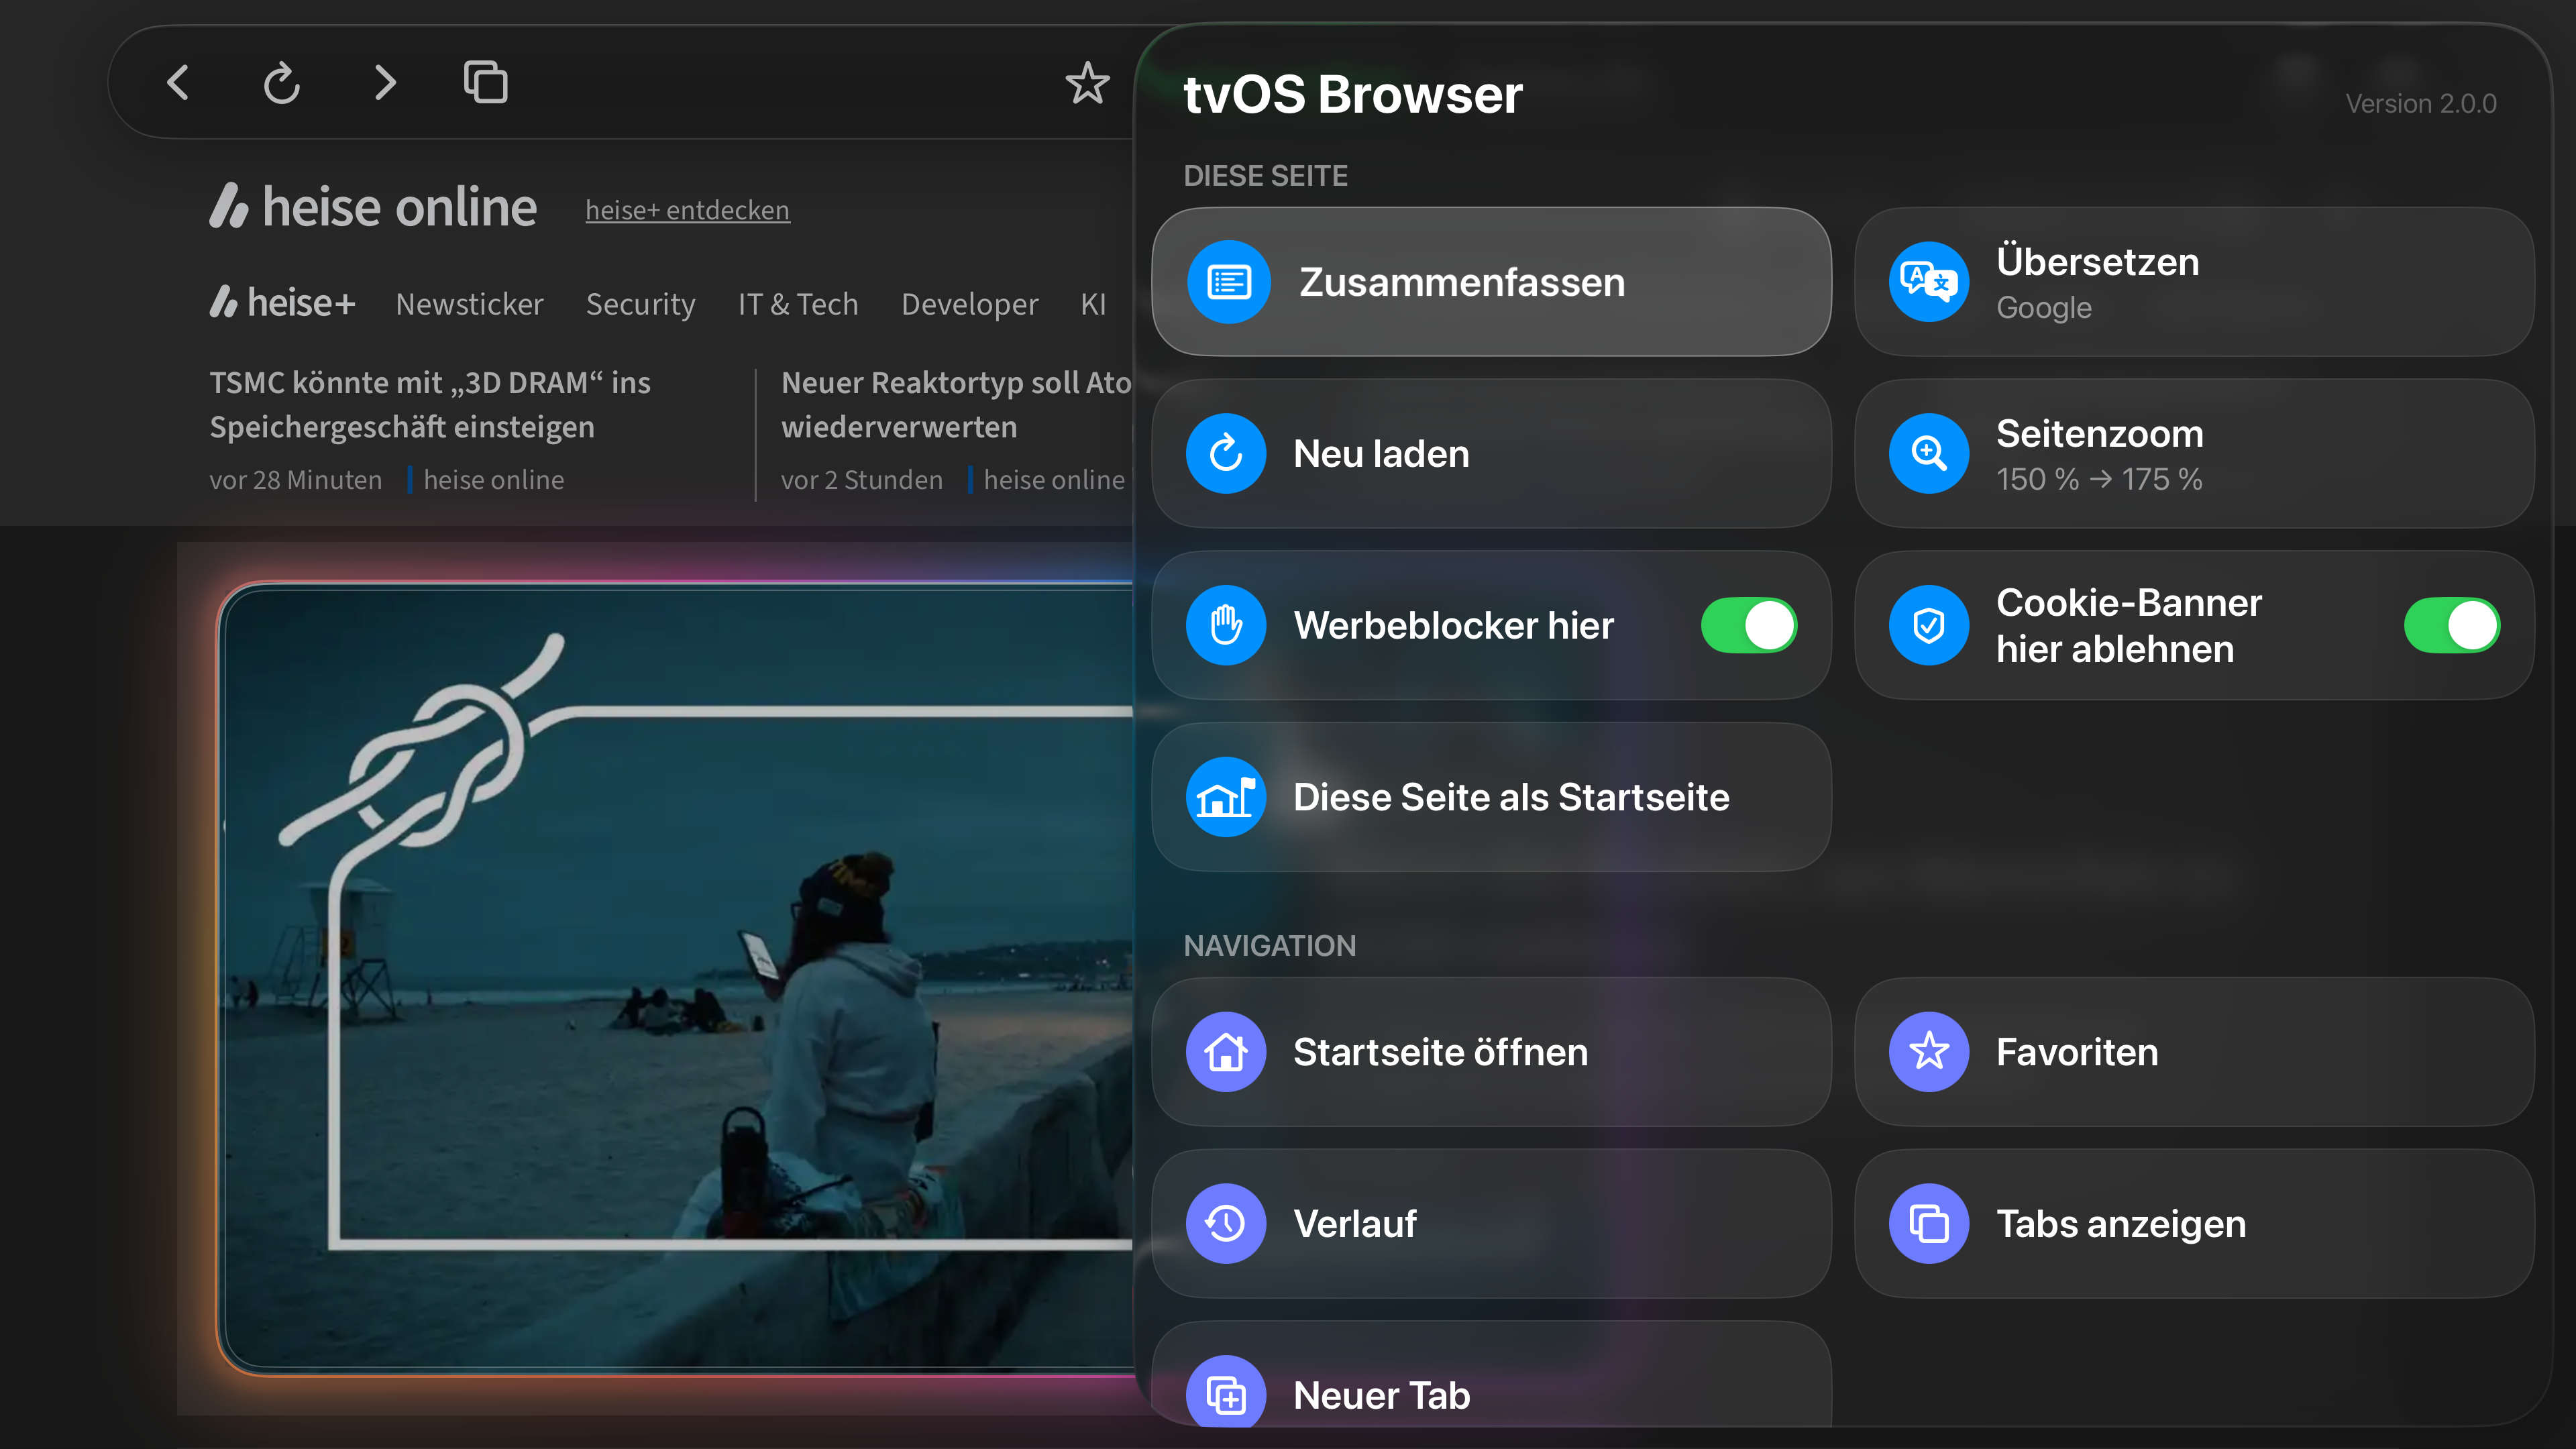 heise online
heise+ entdecken
heise+ Newsticker Security IT & Tech Developer KI
TSMC könnte mit „3D DRAM“ ins
Speichergeschäft einsteigen
vor 28 Minuten heise online
Neuer Reaktortyp soll Ato
wiederverwerten
vor 2 Stunden heise online
tvOS Browser
Version 2.0.0
DIESE SEITE
Zusammenfassen
Übersetzen
Google
Neu laden
Seitenzoom
150 % → 175 %
Werbeblocker hier
Cookie-Banner
hier ablehnen
Diese Seite als Startseite
NAVIGATION
Startseite öffnen
Favoriten
Verlauf
Tabs anzeigen
Neuer Tab